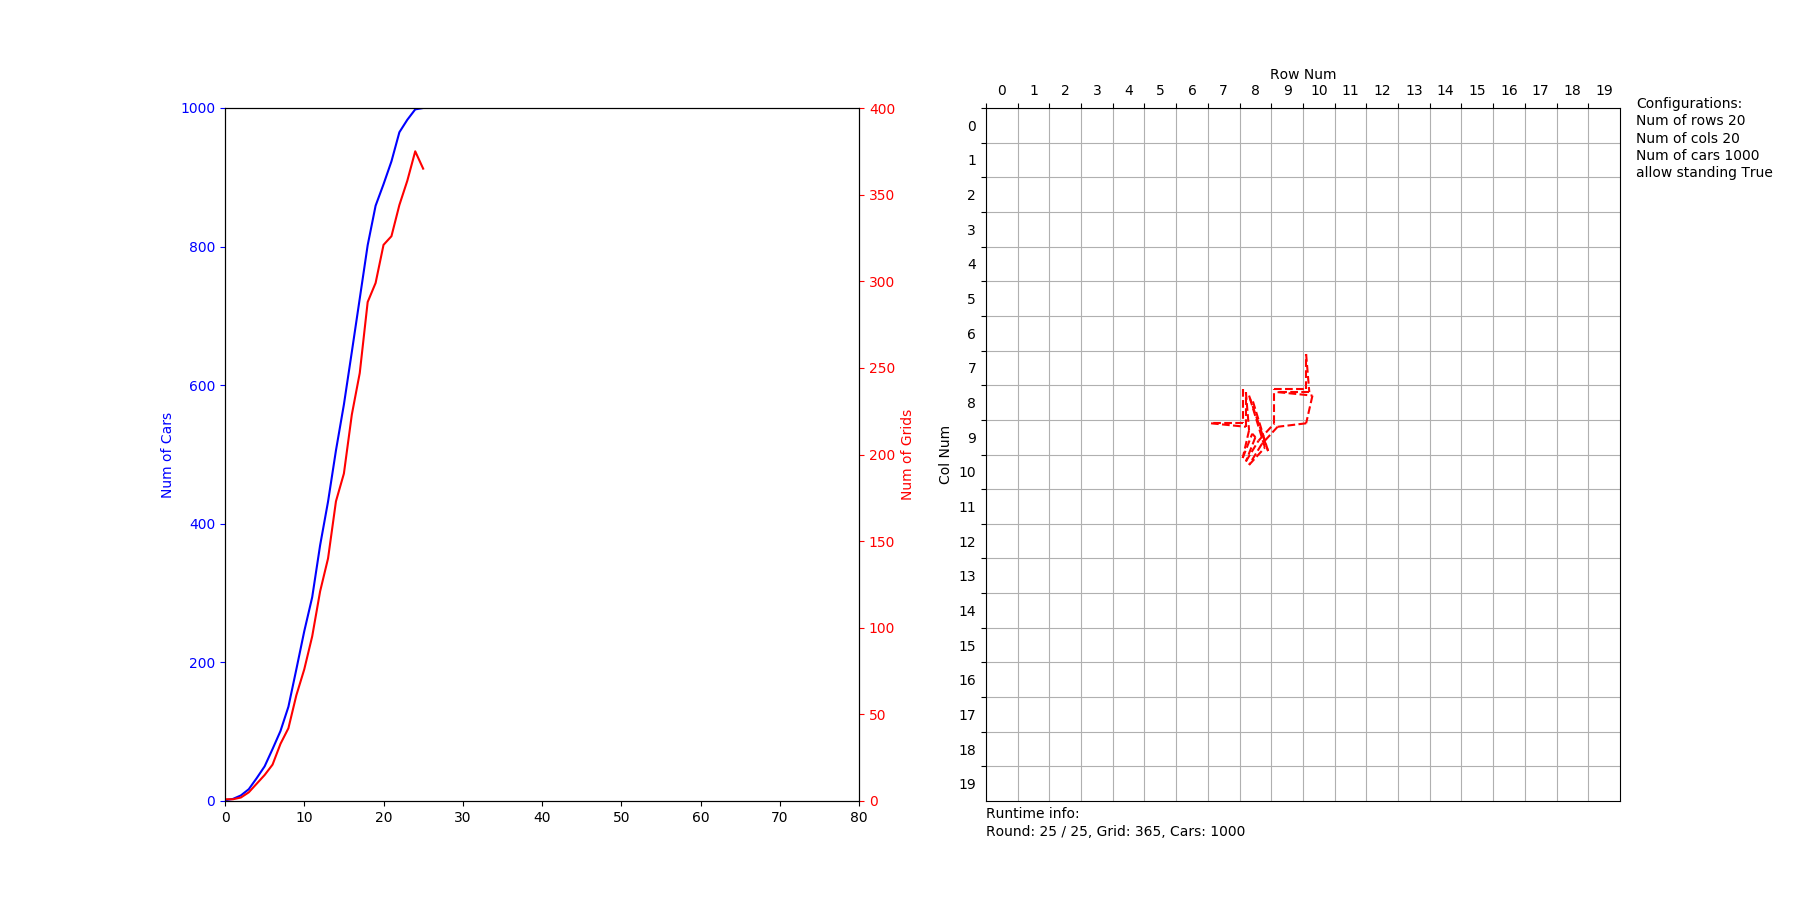 1000
800
600
400
200
0
Num of Cars
0 10 20 30 40 50 60 70 80
400
350
300
250
200
150
100
50
0
Num of Grids
Row Num
0 1 2 3 4 5 6 7 8 9 10 11 12 13 14 15 16 17 18 19
Col Num
0
1
2
3
4
5
6
7
8
9
10
11
12
13
14
15
16
17
18
19
Configurations:
Num of rows 20
Num of cols 20
Num of cars 1000
allow standing True
Runtime info:
Round: 25 / 25, Grid: 365, Cars: 1000